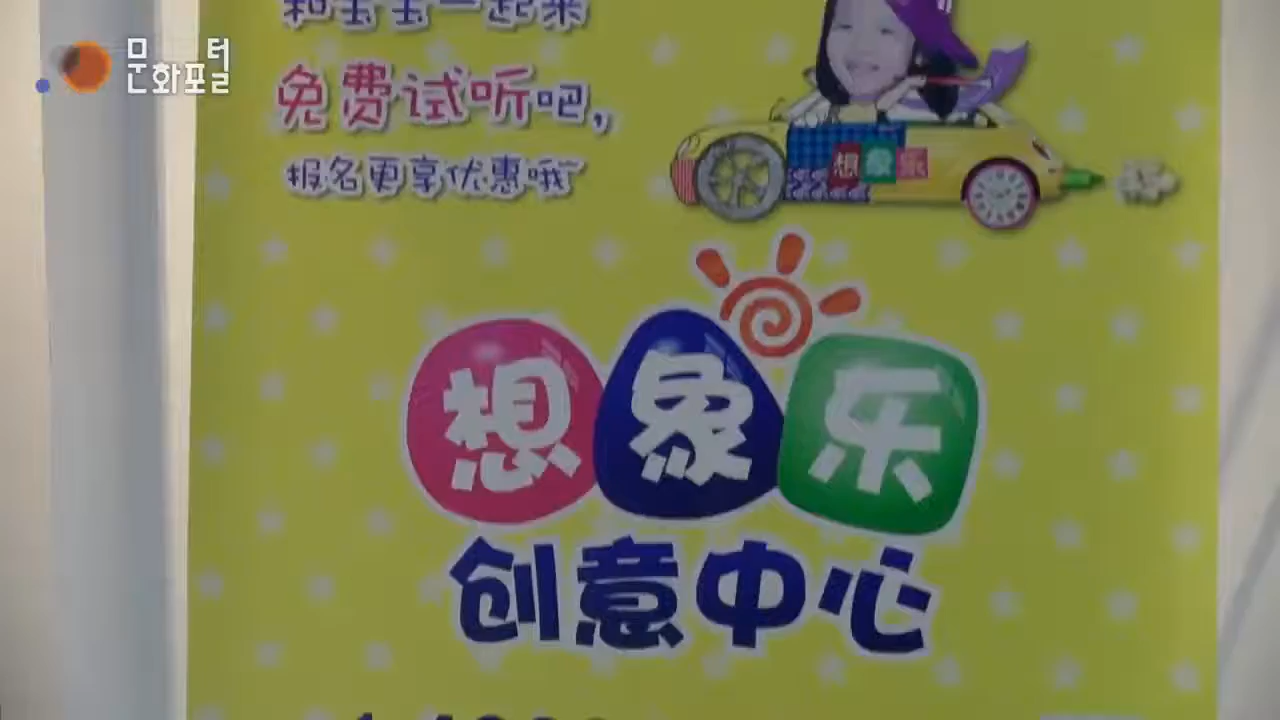 문화포털
和宝宝一起来
免费试听吧,
报名更享优惠哦~
想象乐
想象乐
创意中心